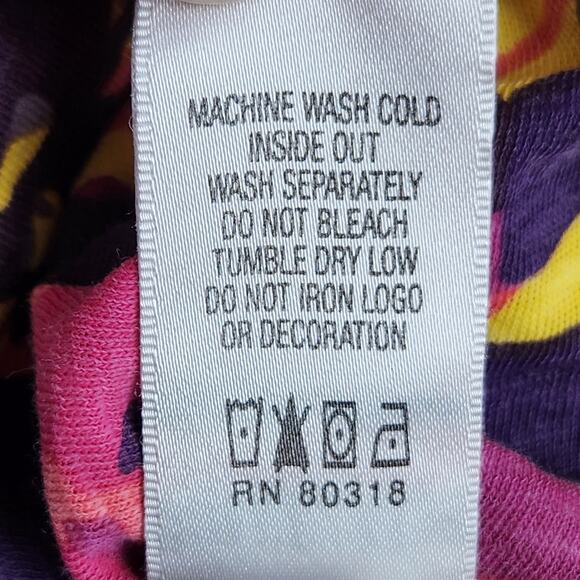 MACHINE WASH COLD
INSIDE OUT
WASH SEPARATELY
DO NOT BLEACH
TUMBLE DRY LOW
DO NOT IRON LOGO
OR DECORATION
RN 80318